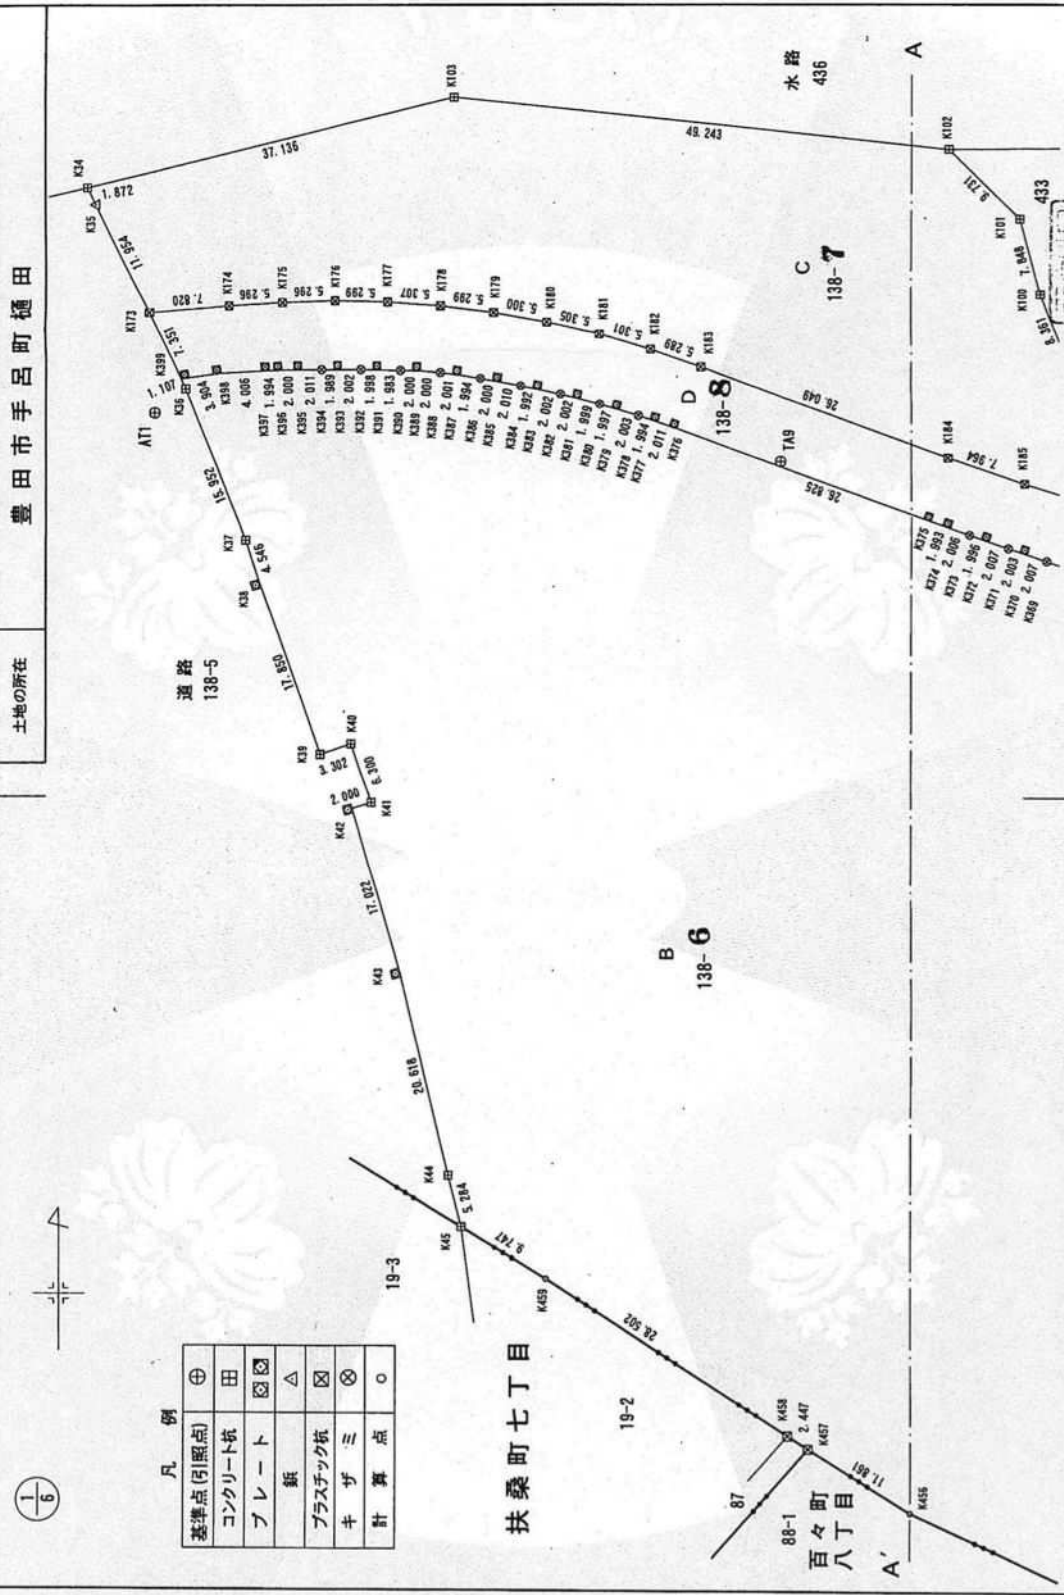 豊田市手呂町樋田
土地の所在
1/6
凡例
基準点(引照点)
コンクリート杭
プレート
鋲
プラスチック杭
キザミ
計算点
道路
138-5
水路
436
433
A
A′
B
138-6
C
138-7
D
138-8
扶桑町七丁目
19-3
19-2
87
88-1
百々町
八丁目
AT1
TA9
K34
1.872
K35
11.954
K173
7.351
K399
1.107
K36
15.952
K37
4.546
K38
17.850
K39
3.302
K40
6.300
K41
2.000
K42
17.022
K43
20.618
K44
5.284
K45
9.747
K459
28.502
K458
2.447
K457
11.861
K456
37.136
K103
49.243
K102
9.731
K101
7.848
K100
8.361
7.820
K174
5.296
K175
5.296
K176
5.299
K177
5.307
K178
5.299
K179
5.300
K180
5.305
K181
5.301
K182
5.289
K183
26.049
K184
7.964
K185
3.904
K398
4.006
K397 1.994
K396 2.000
K395 2.011
K394 1.989
K393 2.002
K392 1.998
K391 1.983
K390 2.000
K389 2.000
K388 2.001
K387 1.994
K386 2.000
K385 2.010
K384 1.992
K383 2.002
K382 2.002
K381 1.999
K380 1.997
K379 2.003
K378 1.994
K377 2.011
K376
26.825
K375
K374 1.993
K373 2.006
K372 1.996
K371 2.007
K370 2.003
K369 2.007